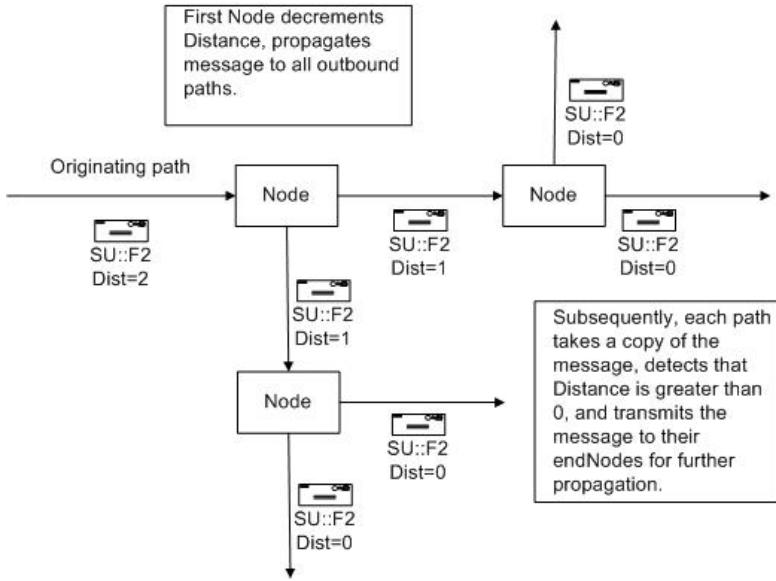 First Node decrements
Distance, propagates
message to all outbound
paths.
SU::F2
Dist=0
Originating path
Node
Node
SU::F2
Dist=2
SU::F2
Dist=1
SU::F2
Dist=0
SU::F2
Dist=1
Subsequently, each path
takes a copy of the
message, detects that
Distance is greater than
0, and transmits the
message to their
endNodes for further
propagation.
Node
SU::F2
Dist=0
SU::F2
Dist=0